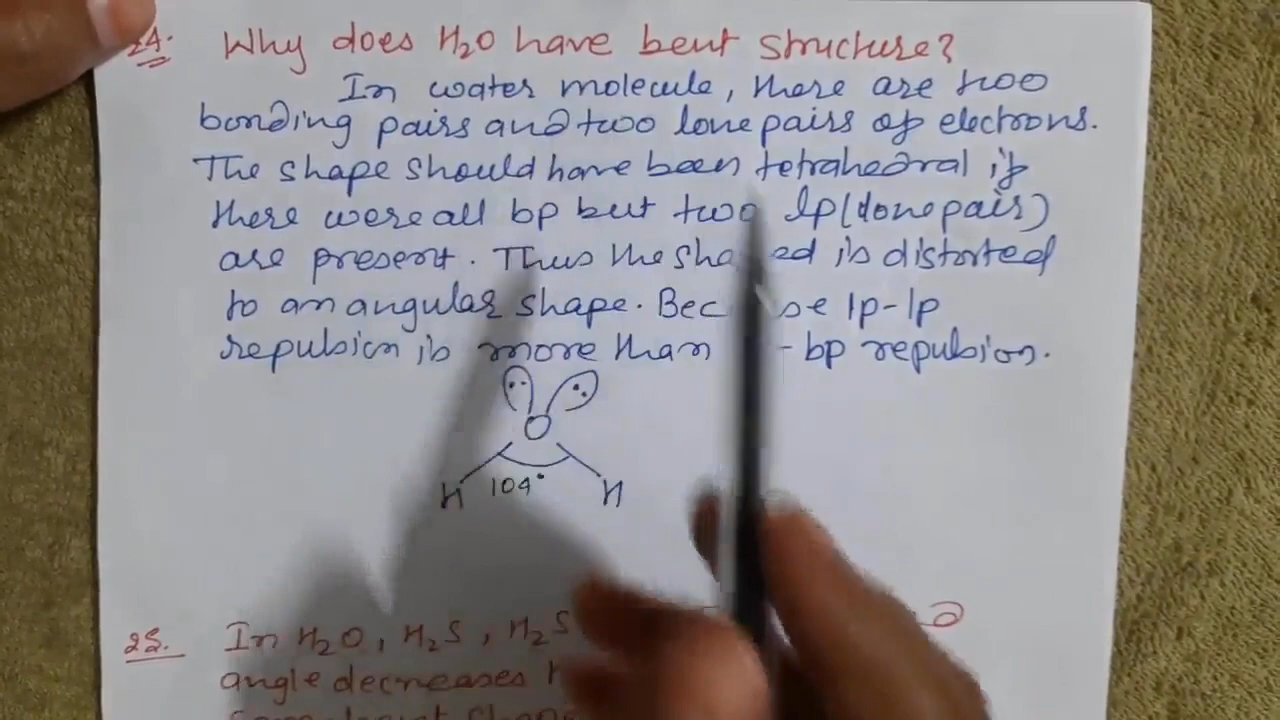 24. Why does H₂O have bent structure?
In water molecule, there are two
bonding pairs and two lone pairs of electrons.
The shape should have been tetrahedral if
there were all bp but two lp (lone pair)
are present. Thus the sha ed is distorted
to an angular shape. Bec se lp-lp
repulsion is more than - bp repulsion.
O
H 104° H
25. In H₂O, H₂S, H₂S
angle decreases